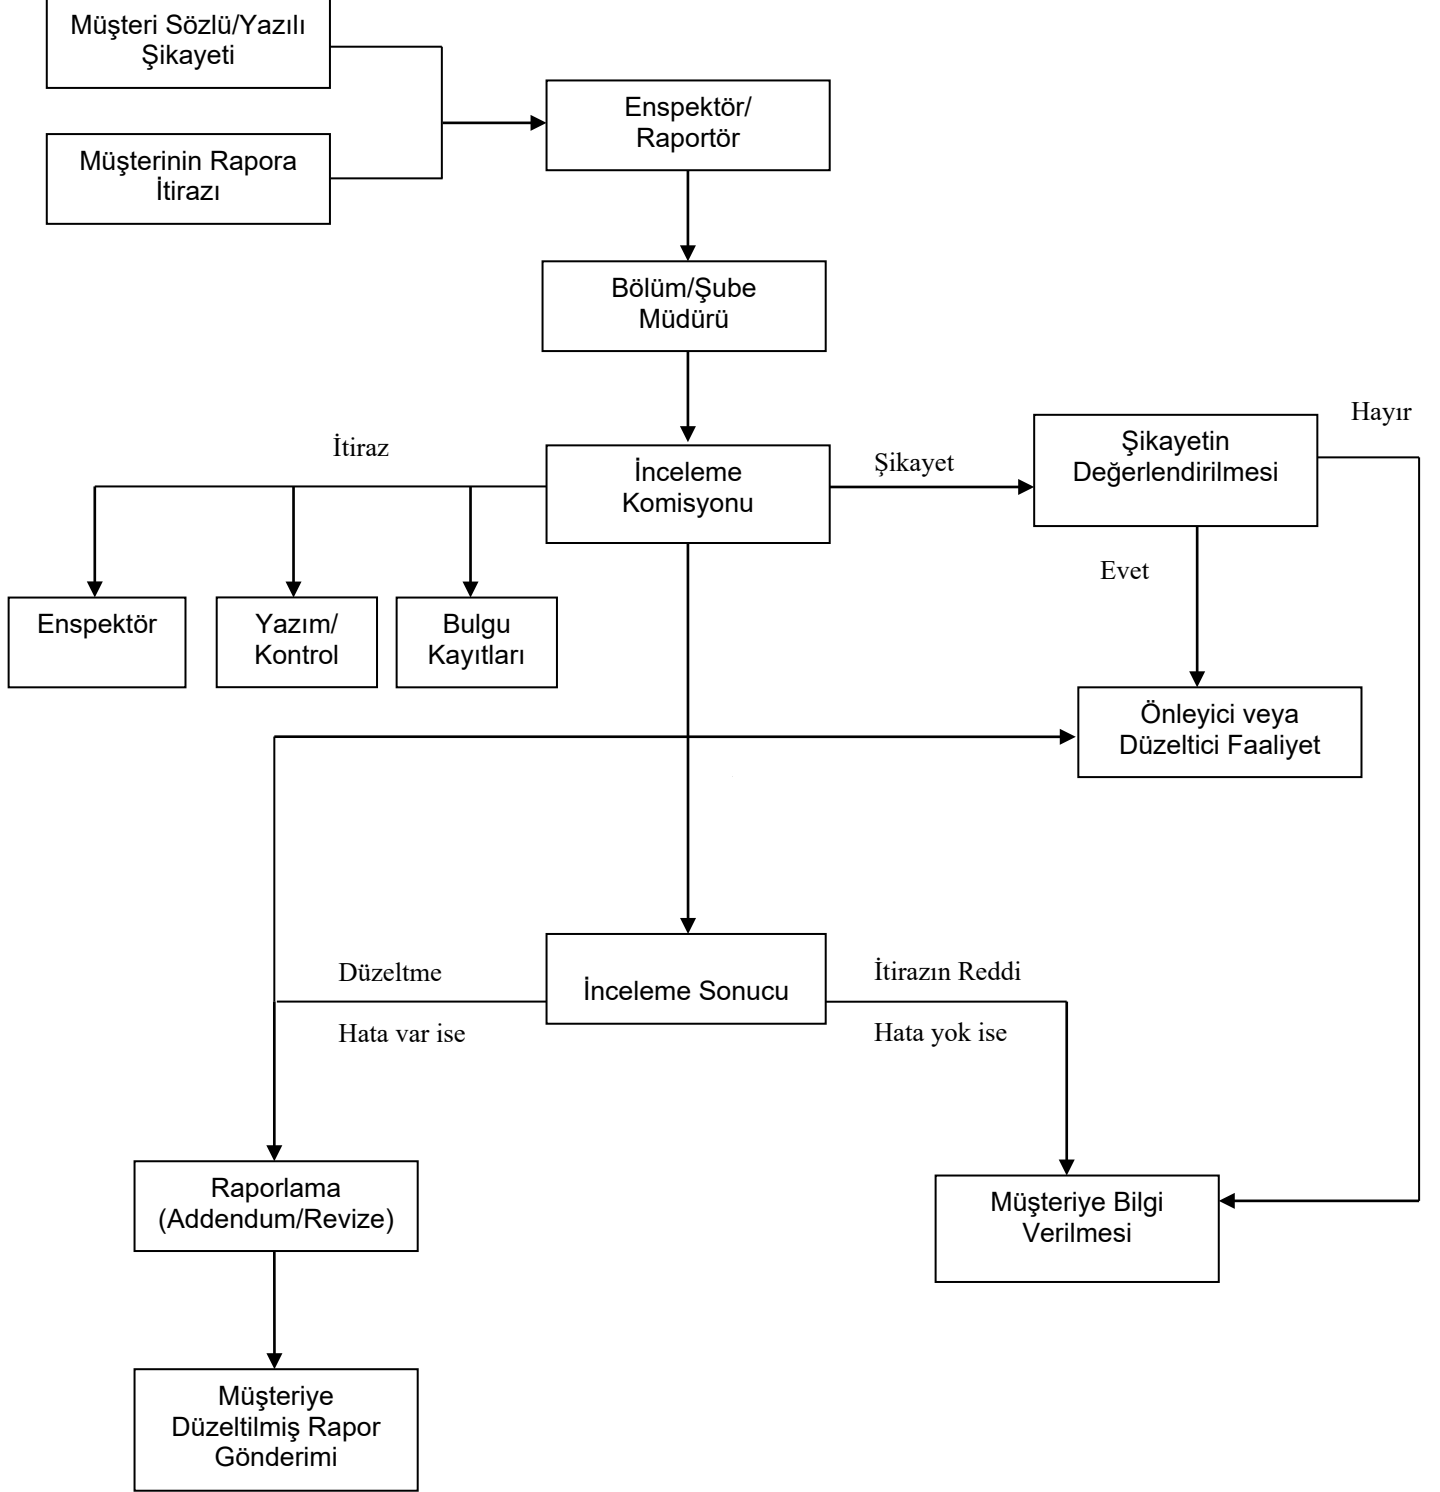 Müşteri Sözlü/Yazılı
Şikayeti
Enspektör/
Raportör
Müşterinin Rapora
İtirazı
Bölüm/Şube
Müdürü
Hayır
İtiraz
İnceleme
Komisyonu
Şikayet
Şikayetin
Değerlendirilmesi
Evet
Enspektör
Yazım/
Kontrol
Bulgu
Kayıtları
Önleyici veya
Düzeltici Faaliyet
Düzeltme
Hata var ise
İnceleme Sonucu
İtirazın Reddi
Hata yok ise
Raporlama
(Addendum/Revize)
Müşteriye Bilgi
Verilmesi
Müşteriye
Düzeltilmiş Rapor
Gönderimi